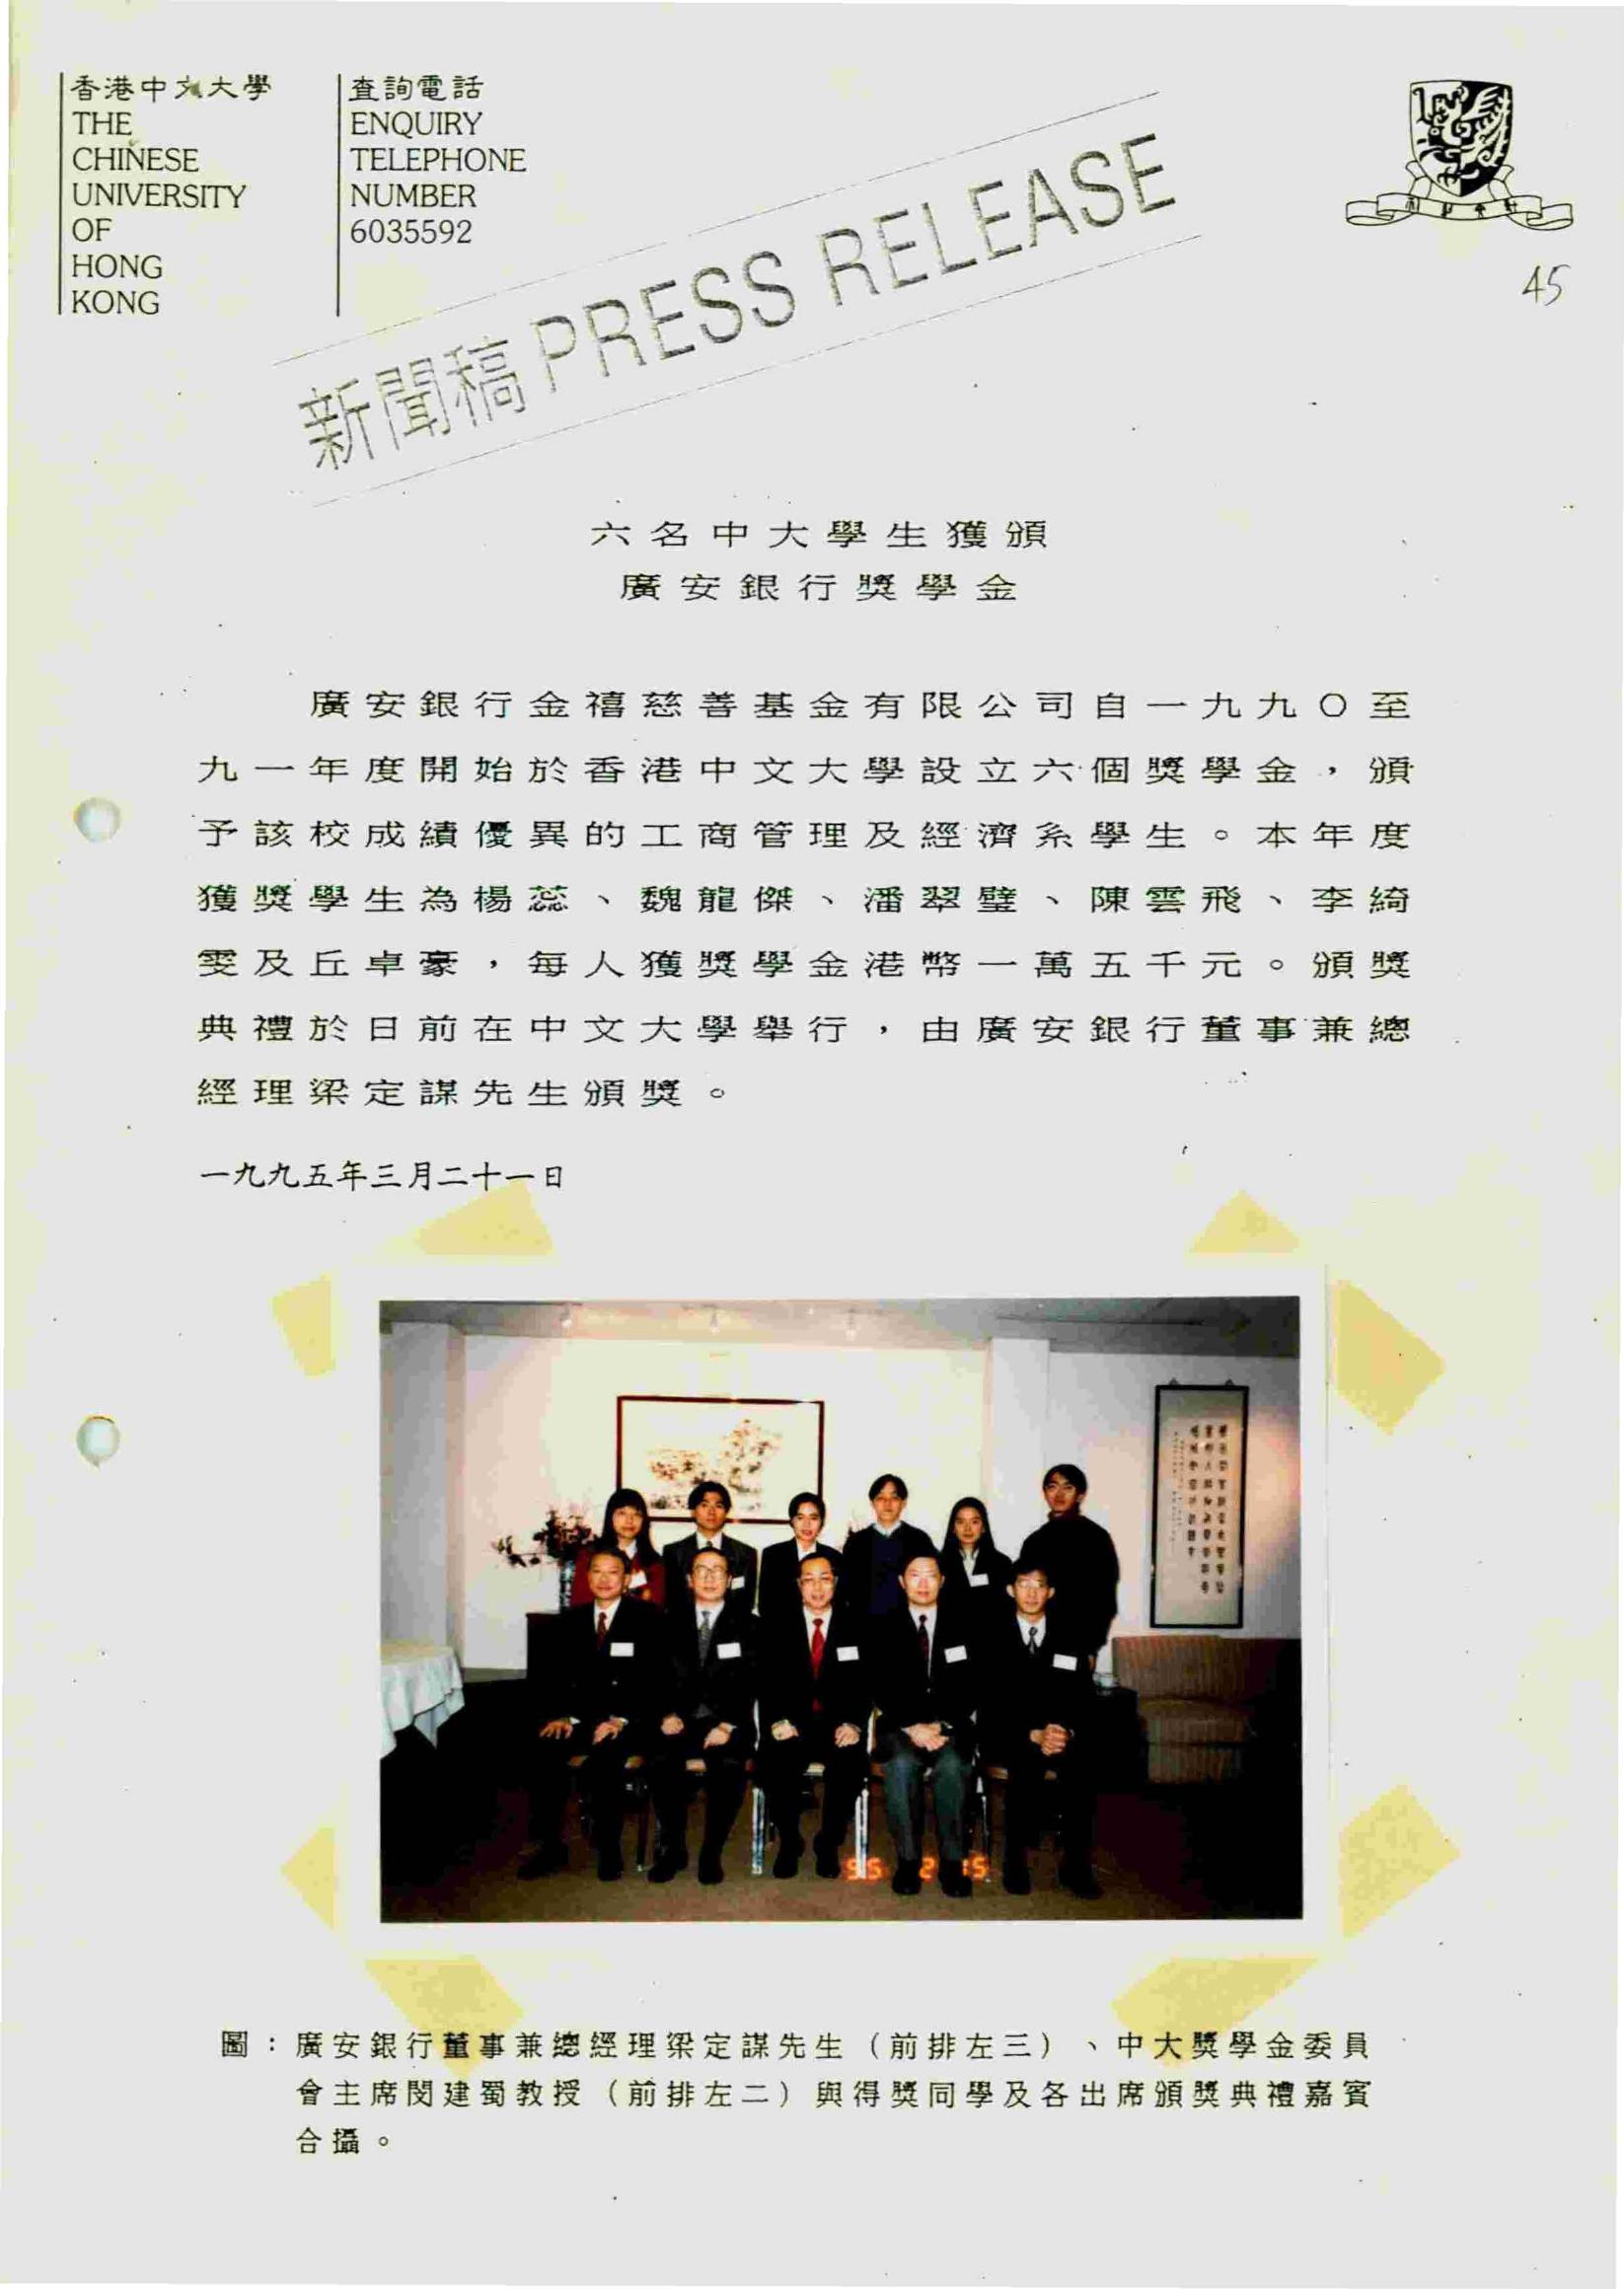 香港中文大學
THE
CHINESE
UNIVERSITY
OF
HONG
KONG
查詢電話
ENQUIRY
TELEPHONE
NUMBER
6035592
新聞稿 PRESS RELEASE
45
六名中大學生獲頒
廣安銀行獎學金
廣安銀行金禧慈善基金有限公司自一九九〇至
九一年度開始於香港中文大學設立六個獎學金，頒
予該校成績優異的工商管理及經濟系學生。本年度
獲獎學生為楊蕊、魏龍傑、潘翠璧、陳雲飛、李綺
雯及丘卓豪，每人獲獎學金港幣一萬五千元。頒獎
典禮於日前在中文大學舉行，由廣安銀行董事兼總
經理梁定謀先生頒獎。
一九九五年三月二十一日
95 2 15
圖：廣安銀行董事兼總經理梁定謀先生（前排左三）、中大獎學金委員
會主席閔建蜀教授（前排左二）與得獎同學及各出席頒獎典禮嘉賓
合攝。